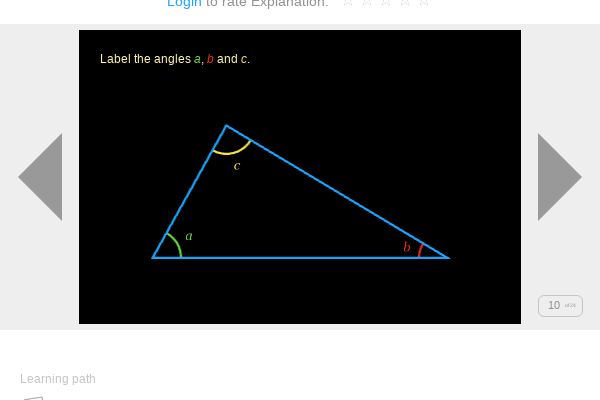 Login to rate Explanation:
Label the angles a, b and c.
c
a
b
10
Learning path